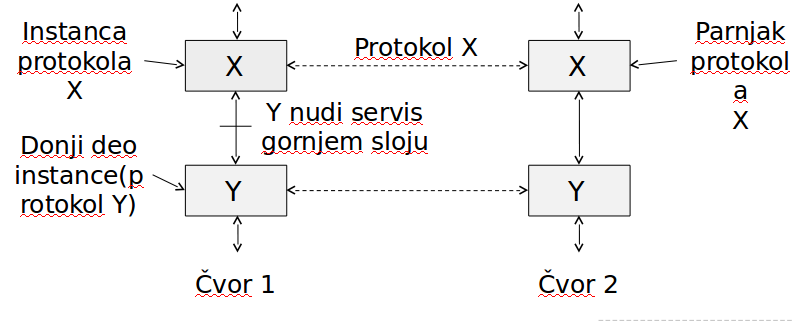 Instanca
protokola
X
X
Protokol X
X
Parnjak
protokol
a
X
Y nudi servis
gornjem sloju
Donji deo
instance(p
rotokol Y)
Y
Y
Čvor 1
Čvor 2